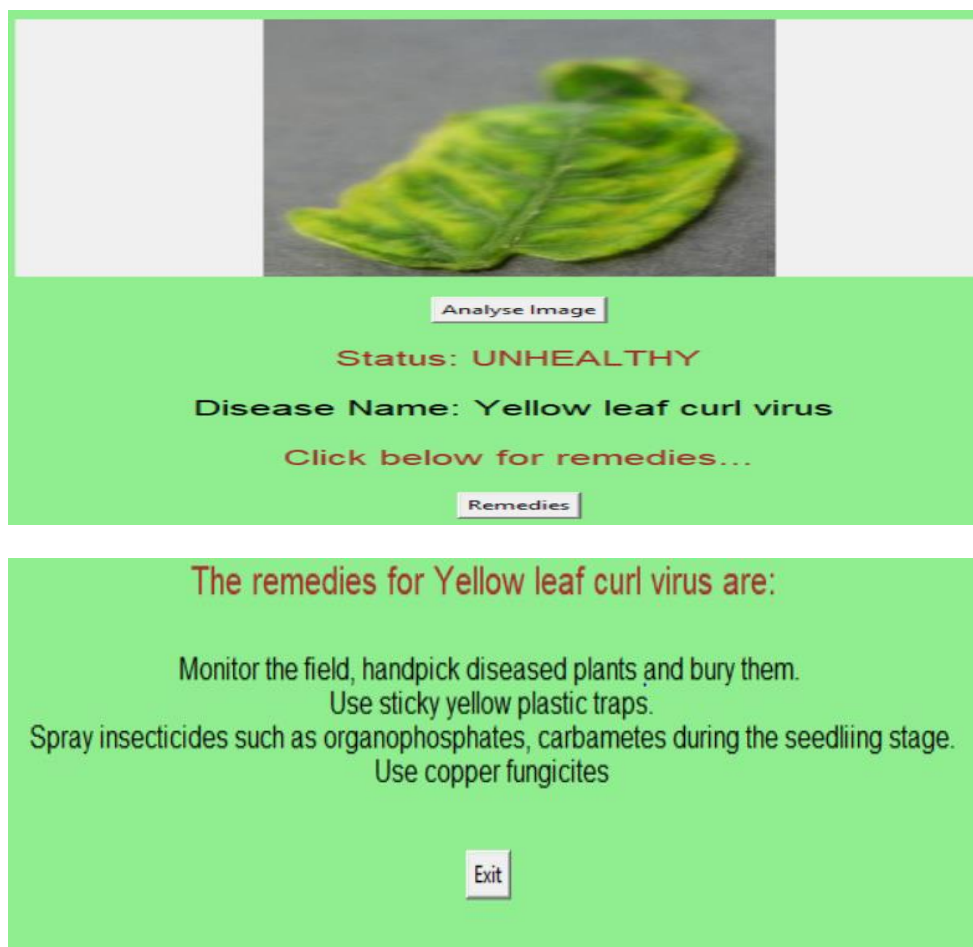 Analyse Image
Status: UNHEALTHY
Disease Name: Yellow leaf curl virus
Click below for remedies...
Remedies
The remedies for Yellow leaf curl virus are:
Monitor the field, handpick diseased plants and bury them.
Use sticky yellow plastic traps.
Spray insecticides such as organophosphates, carbametes during the seedliing stage.
Use copper fungicites
Exit